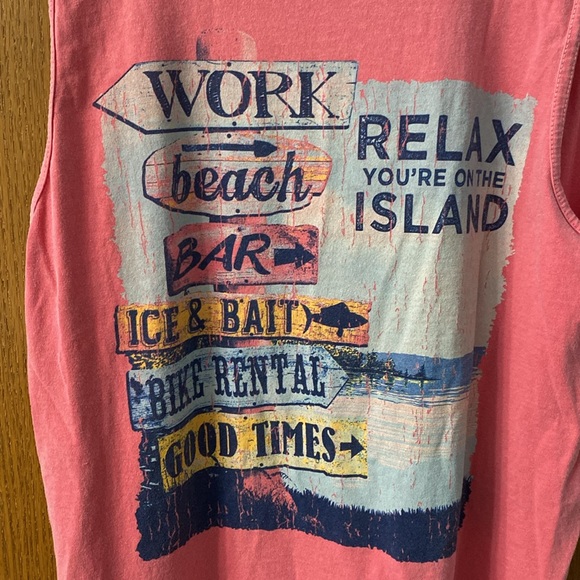 WORK
beach
BAR
ICE & BAIT
BIKE RENTAL
GOOD TIMES
RELAX
YOU'RE ON THE
ISLAND